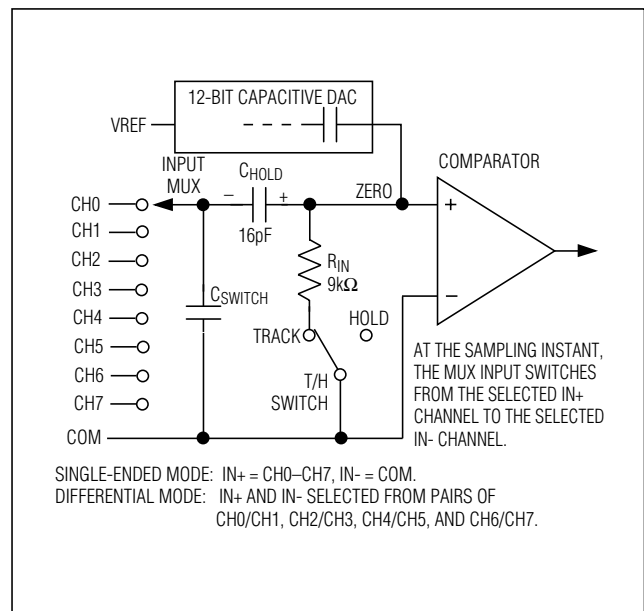 12-BIT CAPACITIVE DAC
VREF
INPUT
MUX
CHOLD
– +
16pF
ZERO
COMPARATOR
+
–
CH0
CH1
CH2
CH3
CH4
CH5
CH6
CH7
COM
CSWITCH
RIN
9kΩ
TRACK
HOLD
T/H
SWITCH
AT THE SAMPLING INSTANT,
THE MUX INPUT SWITCHES
FROM THE SELECTED IN+
CHANNEL TO THE SELECTED
IN- CHANNEL.
SINGLE-ENDED MODE: IN+ = CH0–CH7, IN- = COM.
DIFFERENTIAL MODE: IN+ AND IN- SELECTED FROM PAIRS OF
CH0/CH1, CH2/CH3, CH4/CH5, AND CH6/CH7.